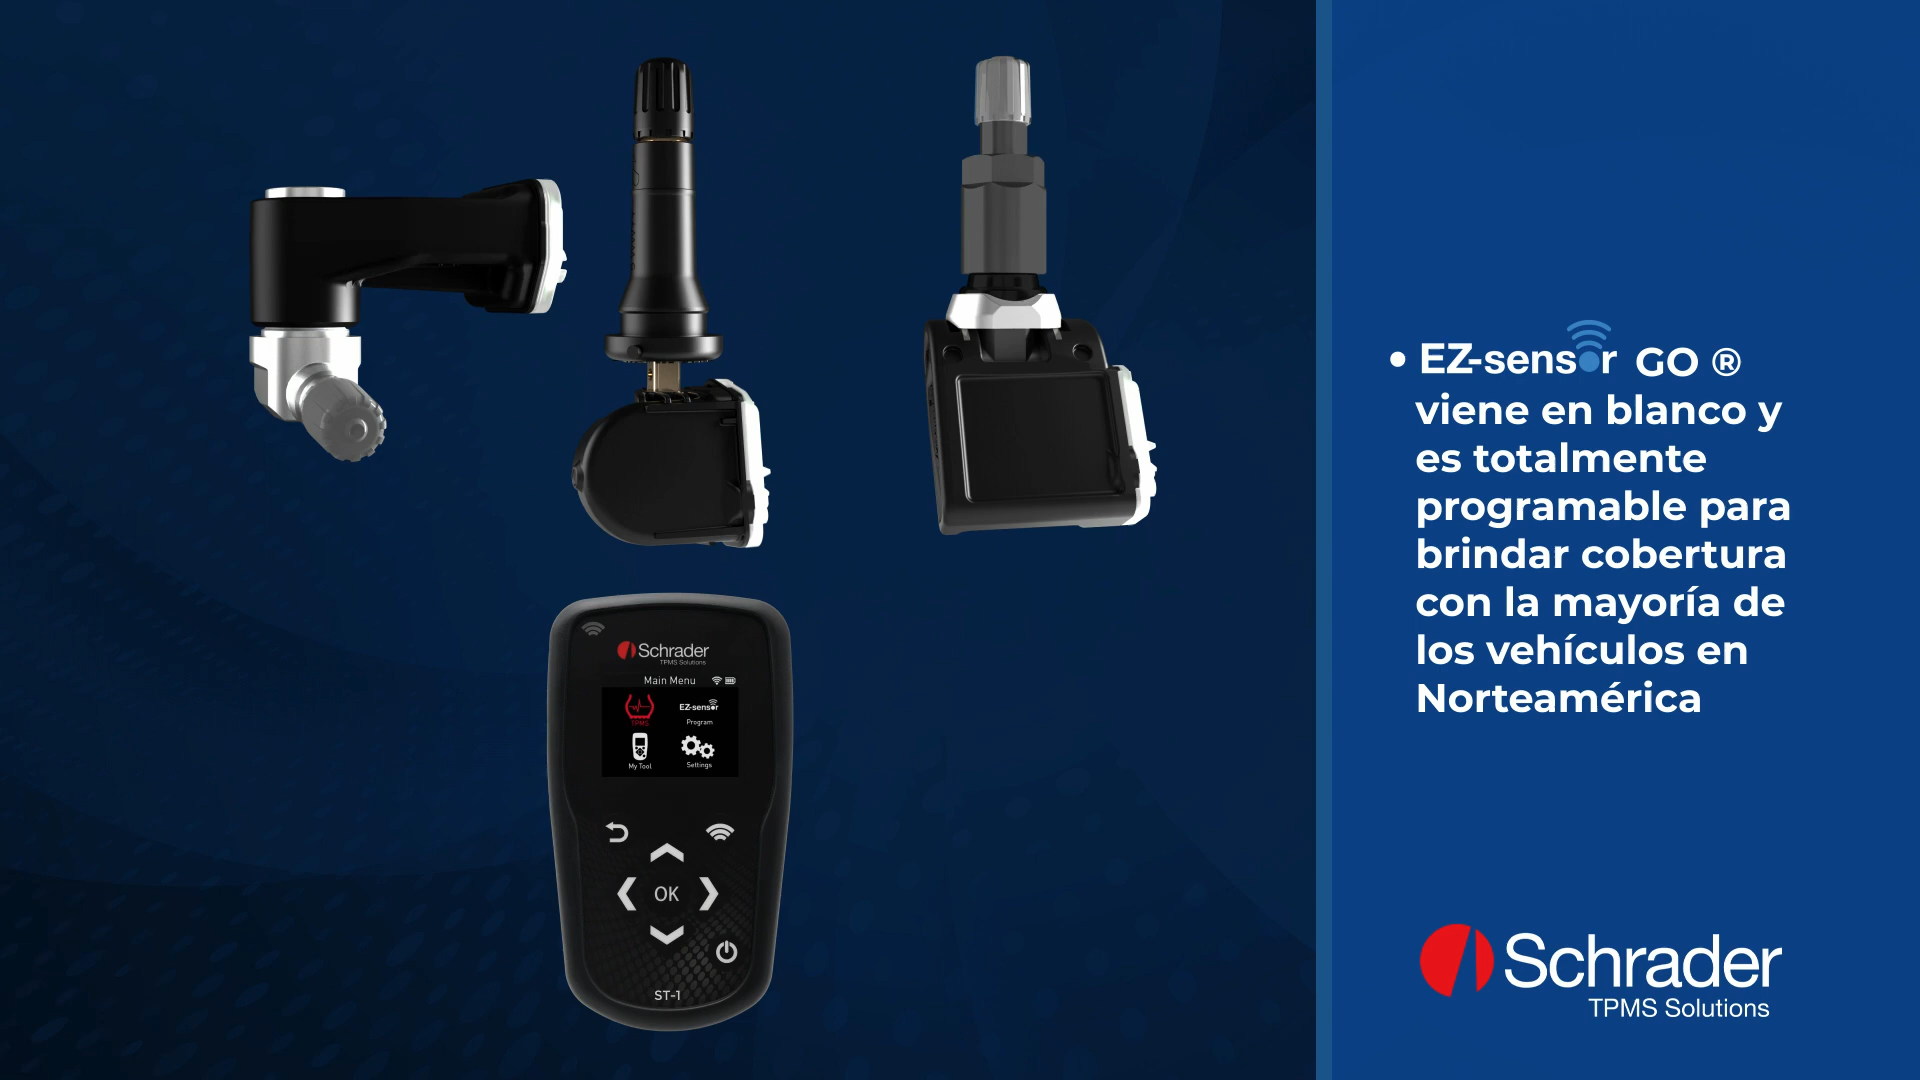 Schrader
TPMS Solutions
Main Menu
TPMS
EZ-sensor
Program
My Tool
Settings
OK
ST-1
• EZ-sensor GO ®
viene en blanco y
es totalmente
programable para
brindar cobertura
con la mayoría de
los vehículos en
Norteamérica
Schrader
TPMS Solutions